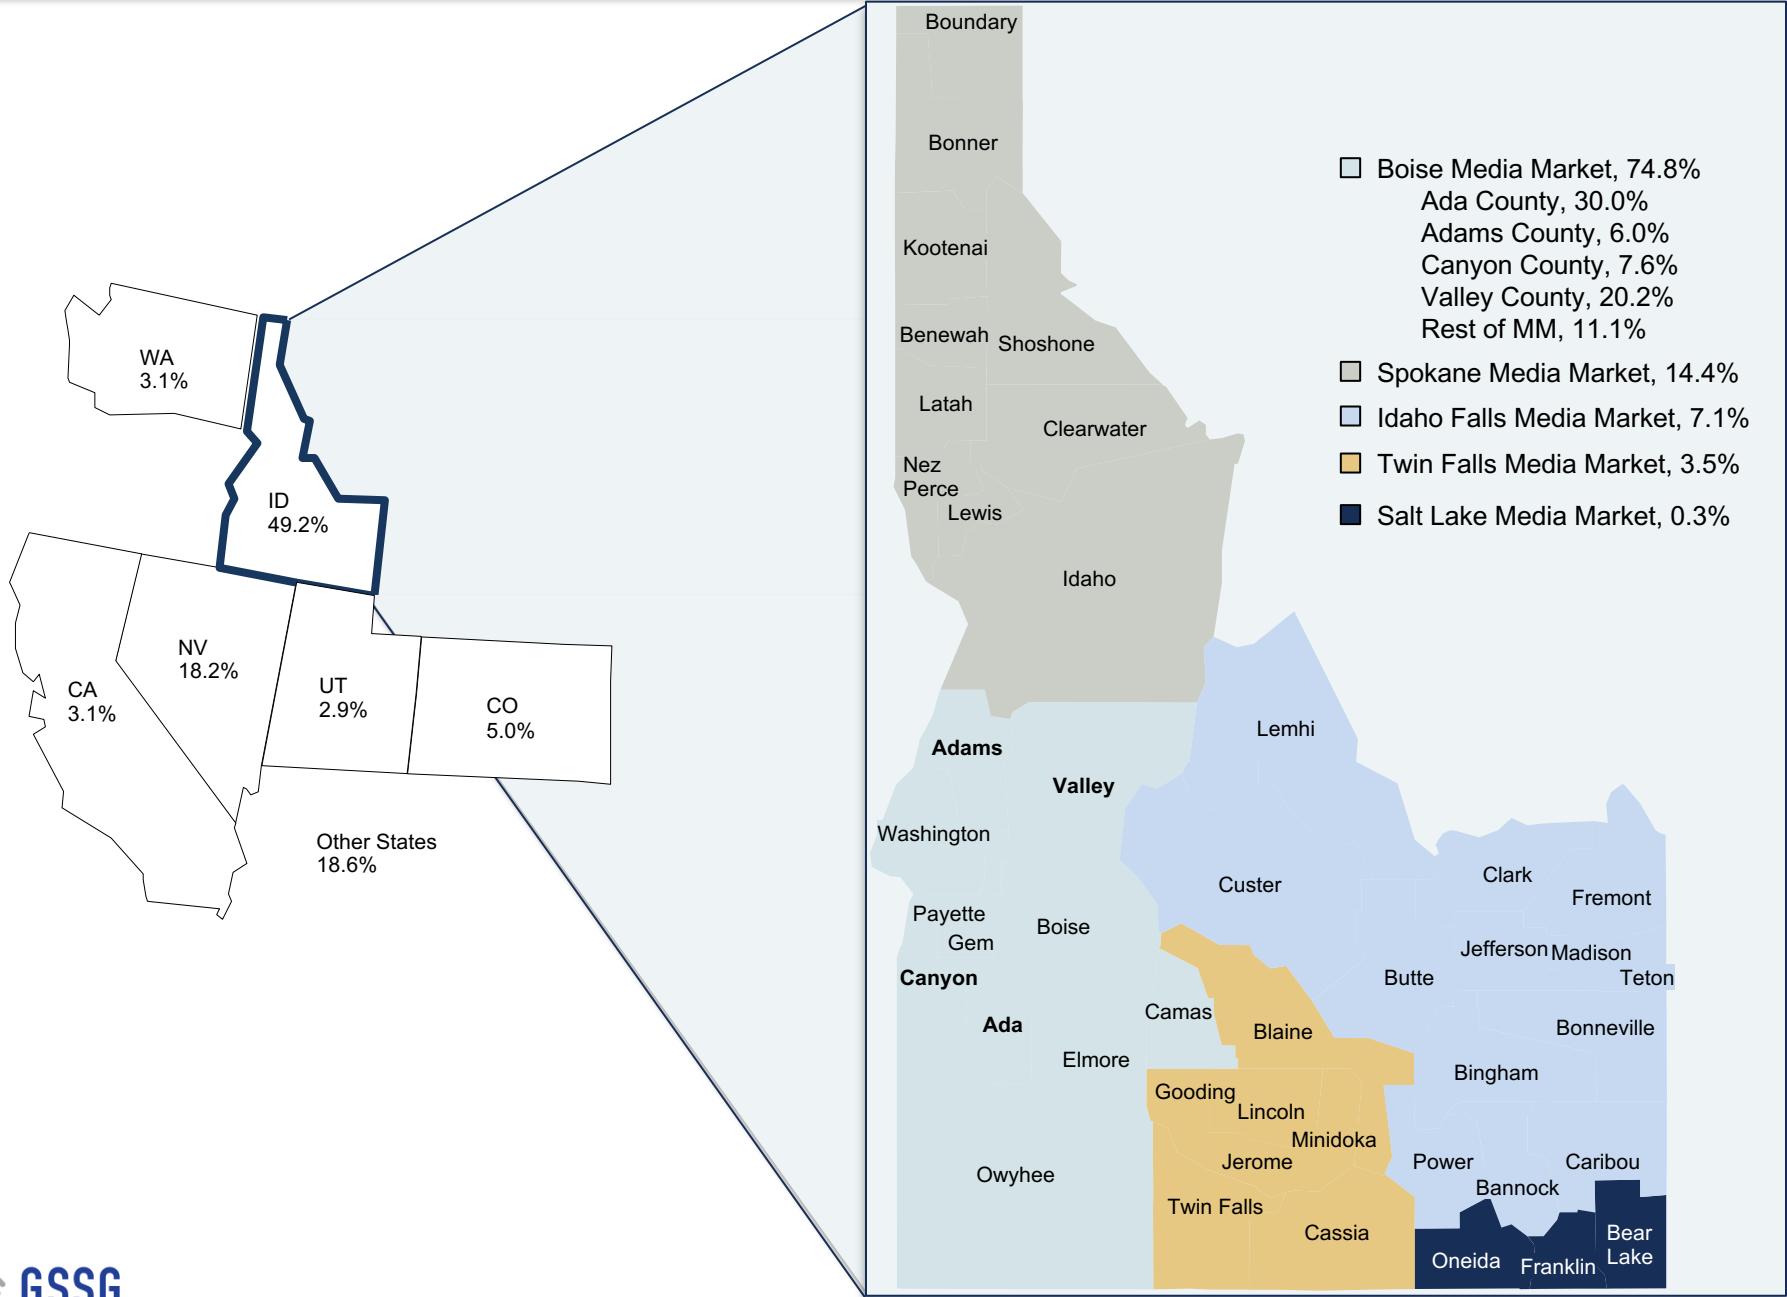 WA
3.1%
ID
49.2%
NV
18.2%
CA
3.1%
UT
2.9%
CO
5.0%
Other States
18.6%
GSSG
Boundary
Bonner
Kootenai
Benewah
Shoshone
Latah
Clearwater
Nez
Perce
Lewis
Idaho
Adams
Valley
Lemhi
Washington
Custer
Clark
Fremont
Payette
Gem
Boise
Jefferson
Madison
Canyon
Butte
Teton
Camas
Ada
Blaine
Bonneville
Elmore
Bingham
Gooding
Lincoln
Minidoka
Jerome
Power
Caribou
Owyhee
Bannock
Twin Falls
Cassia
Bear
Lake
Oneida
Franklin
Boise Media Market, 74.8%
Ada County, 30.0%
Adams County, 6.0%
Canyon County, 7.6%
Valley County, 20.2%
Rest of MM, 11.1%
Spokane Media Market, 14.4%
Idaho Falls Media Market, 7.1%
Twin Falls Media Market, 3.5%
Salt Lake Media Market, 0.3%